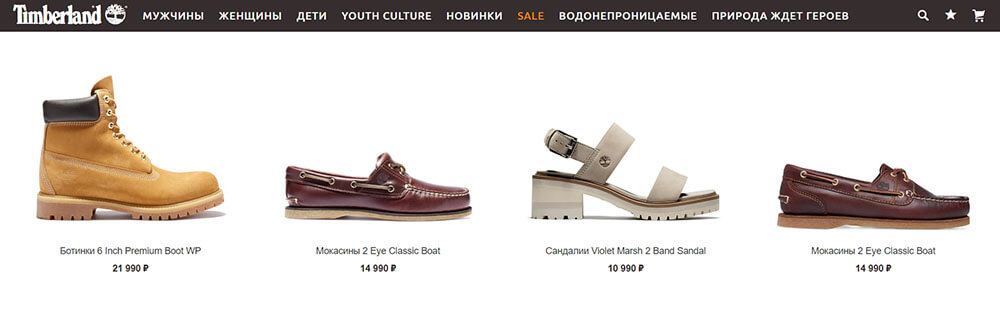 Timberland МУЖЧИНЫ ЖЕНЩИНЫ ДЕТИ YOUTH CULTURE НОВИНКИ SALE ВОДОНЕПРОНИЦАЕМЫЕ ПРИРОДА ЖДЕТ ГЕРОЕВ
Ботинки 6 Inch Premium Boot WP
21 990 ₽
Мокасины 2 Eye Classic Boat
14 990 ₽
Сандалии Violet Marsh 2 Band Sandal
10 990 ₽
Мокасины 2 Eye Classic Boat
14 990 ₽